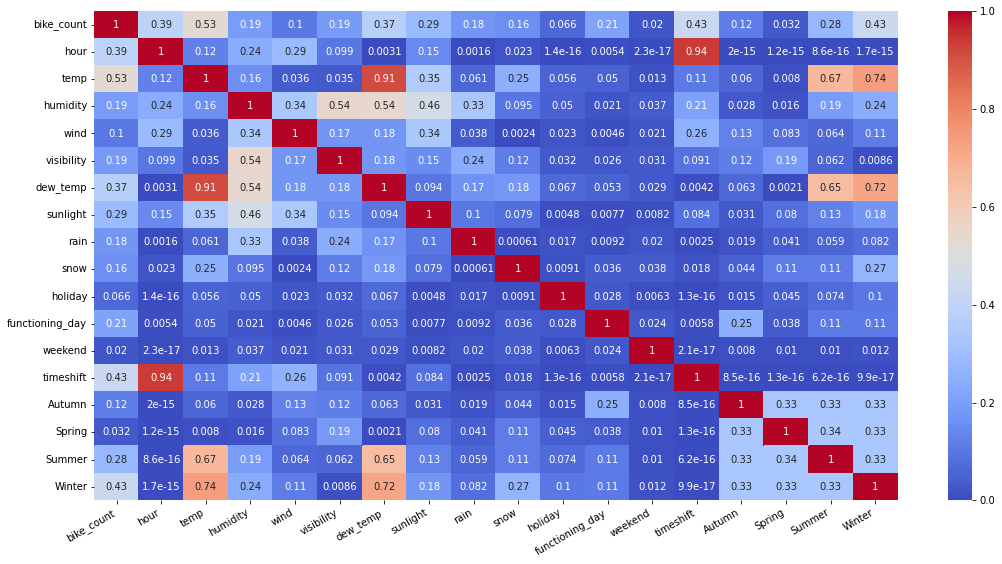 bike_count 1 0.39 0.53 0.19 0.1 0.19 0.37 0.29 0.18 0.16 0.066 0.21 0.02 0.43 0.12 0.032 0.28 0.43
hour 0.39 1 0.12 0.24 0.29 0.099 0.0031 0.15 0.0016 0.023 1.4e-16 0.0054 2.3e-17 0.94 2e-15 1.2e-15 8.6e-16 1.7e-15
temp 0.53 0.12 1 0.16 0.036 0.035 0.91 0.35 0.061 0.25 0.056 0.05 0.013 0.11 0.06 0.008 0.67 0.74
humidity 0.19 0.24 0.16 1 0.34 0.54 0.54 0.46 0.33 0.095 0.05 0.021 0.037 0.21 0.028 0.016 0.19 0.24
wind 0.1 0.29 0.036 0.34 1 0.17 0.18 0.34 0.038 0.0024 0.023 0.0046 0.021 0.26 0.13 0.083 0.064 0.11
visibility 0.19 0.099 0.035 0.54 0.17 1 0.18 0.15 0.24 0.12 0.032 0.026 0.031 0.091 0.12 0.19 0.062 0.0086
dew_temp 0.37 0.0031 0.91 0.54 0.18 0.18 1 0.094 0.17 0.18 0.067 0.053 0.029 0.0042 0.063 0.0021 0.65 0.72
sunlight 0.29 0.15 0.35 0.46 0.34 0.15 0.094 1 0.1 0.079 0.0048 0.0077 0.0082 0.084 0.031 0.08 0.13 0.18
rain 0.18 0.0016 0.061 0.33 0.038 0.24 0.17 0.1 1 0.00061 0.017 0.0092 0.02 0.0025 0.019 0.041 0.059 0.082
snow 0.16 0.023 0.25 0.095 0.0024 0.12 0.18 0.079 0.00061 1 0.0091 0.036 0.038 0.018 0.044 0.11 0.11 0.27
holiday 0.066 1.4e-16 0.056 0.05 0.023 0.032 0.067 0.0048 0.017 0.0091 1 0.028 0.0063 1.3e-16 0.015 0.045 0.074 0.1
functioning_day 0.21 0.0054 0.05 0.021 0.0046 0.026 0.053 0.0077 0.0092 0.036 0.028 1 0.024 0.0058 0.25 0.038 0.11 0.11
weekend 0.02 2.3e-17 0.013 0.037 0.021 0.031 0.029 0.0082 0.02 0.038 0.0063 0.024 1 2.1e-17 0.008 0.01 0.01 0.012
timeshift 0.43 0.94 0.11 0.21 0.26 0.091 0.0042 0.084 0.0025 0.018 1.3e-16 0.0058 2.1e-17 1 8.5e-16 1.3e-16 6.2e-16 9.9e-17
Autumn 0.12 2e-15 0.06 0.028 0.13 0.12 0.063 0.031 0.019 0.044 0.015 0.25 0.008 8.5e-16 1 0.33 0.33 0.33
Spring 0.032 1.2e-15 0.008 0.016 0.083 0.19 0.0021 0.08 0.041 0.11 0.045 0.038 0.01 1.3e-16 0.33 1 0.34 0.33
Summer 0.28 8.6e-16 0.67 0.19 0.064 0.062 0.65 0.13 0.059 0.11 0.074 0.11 0.01 6.2e-16 0.33 0.34 1 0.33
Winter 0.43 1.7e-15 0.74 0.24 0.11 0.0086 0.72 0.18 0.082 0.27 0.1 0.11 0.012 9.9e-17 0.33 0.33 0.33 1
bike_count hour temp humidity wind visibility dew_temp sunlight rain snow holiday functioning_day weekend timeshift Autumn Spring Summer Winter
1.0
0.8
0.6
0.4
0.2
0.0